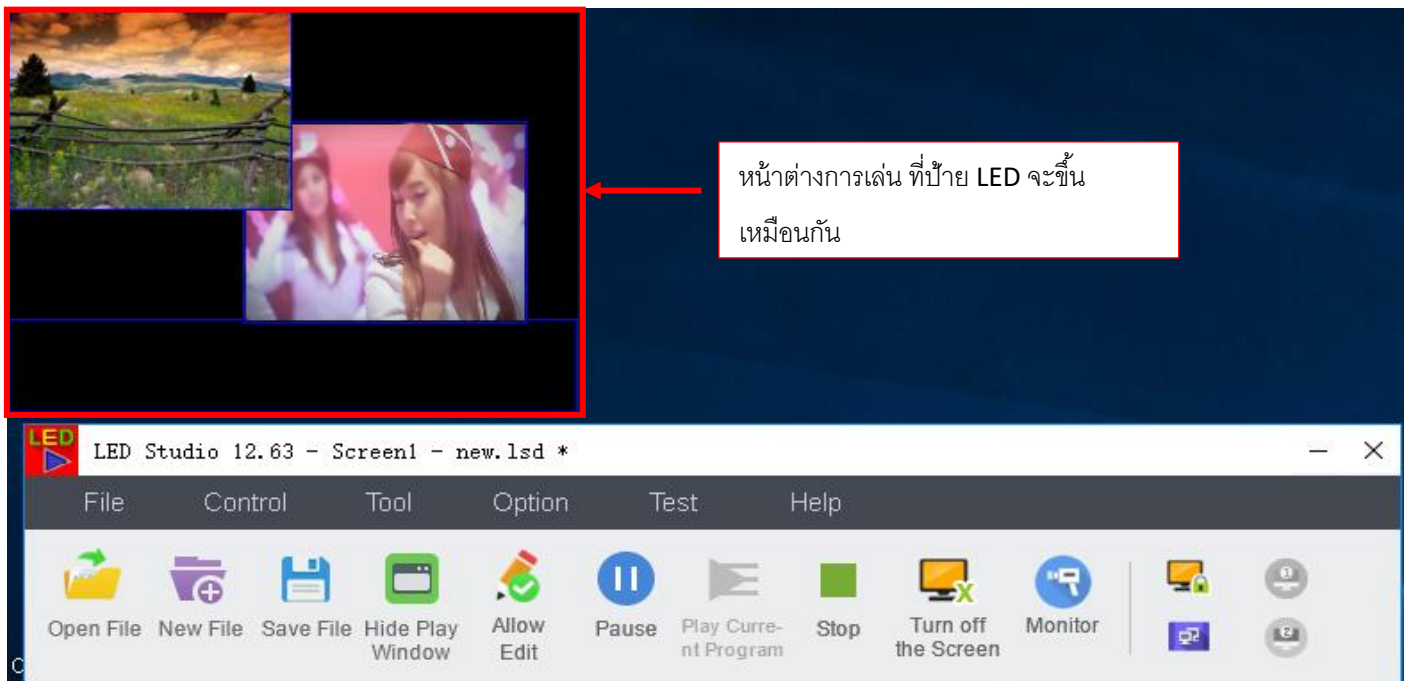 หน้าต่างการเล่น ที่ป้าย LED จะขึ้น
เหมือนกัน
LED
LED Studio 12.63 - Screen1 - new.lsd *
File Control Tool Option Test Help
Open File New File Save File Hide Play Window Allow Edit Pause Play Curre-nt Program Stop Turn off the Screen Monitor
1
2
C